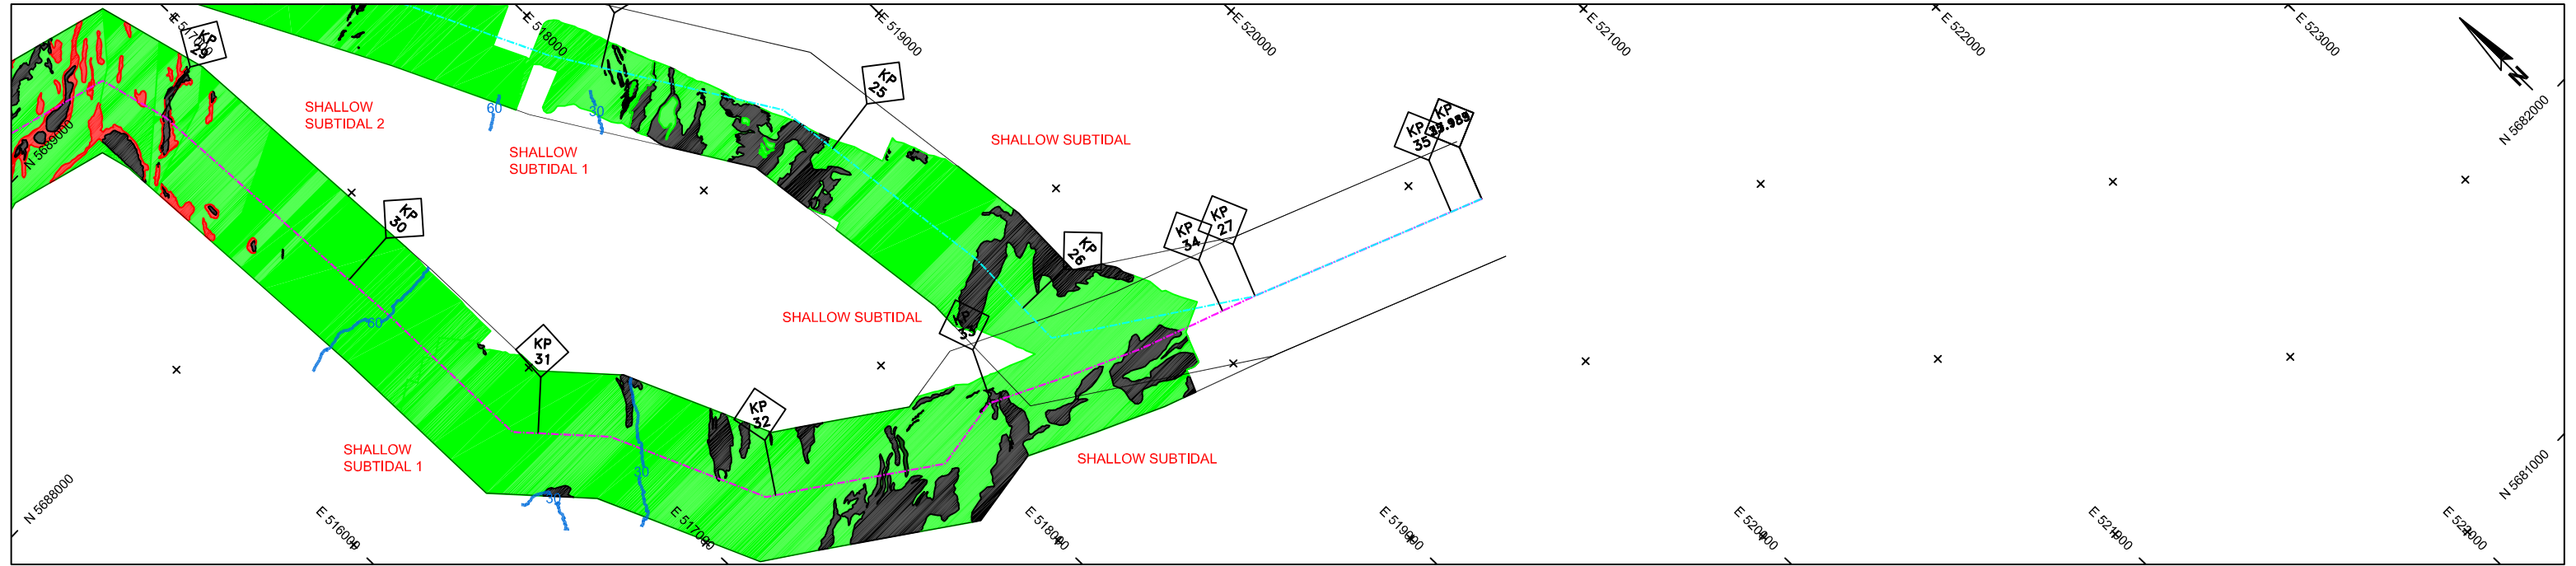 E 517000
E 518000
E 519000
E 520000
E 521000
E 522000
E 523000
N
N 5682000
KP
29
KP
25
KP
35
KP
SHALLOW
SUBTIDAL 2
60
30
SHALLOW
SUBTIDAL 1
SHALLOW SUBTIDAL
N 5689000
KP
30
KP
26
KP
34
KP
27
60
SHALLOW SUBTIDAL
KP
33
KP
31
KP
32
SHALLOW
SUBTIDAL 1
30
30
SHALLOW SUBTIDAL
N 5688000
N 5681000
E 516000
E 517000
E 518000
E 519000
E 520000
E 521000
E 522000